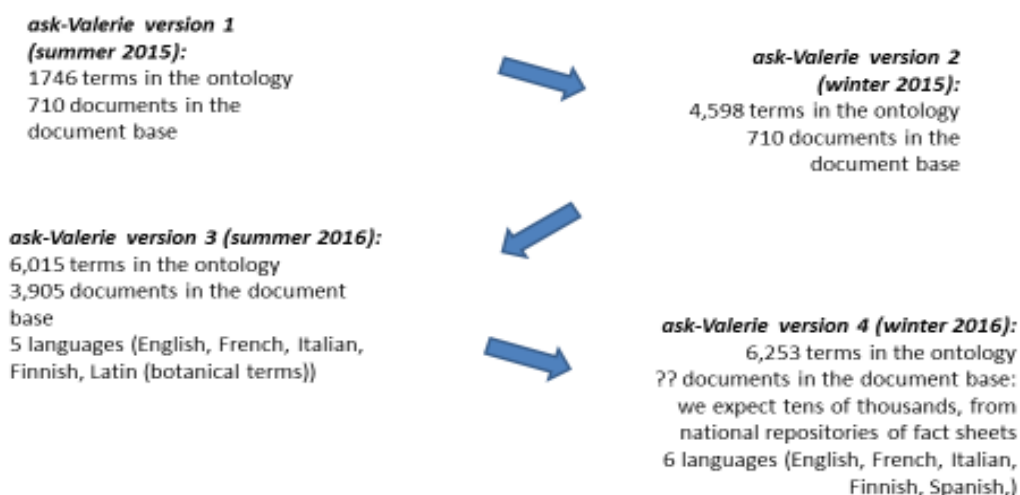 ask-Valerie version 1
(summer 2015):
1746 terms in the ontology
710 documents in the
document base
ask-Valerie version 2
(winter 2015):
4,598 terms in the ontology
710 documents in the
document base
ask-Valerie version 3 (summer 2016):
6,015 terms in the ontology
3,905 documents in the document
base
5 languages (English, French, Italian,
Finnish, Latin (botanical terms))
ask-Valerie version 4 (winter 2016):
6,253 terms in the ontology
?? documents in the document base:
we expect tens of thousands, from
national repositories of fact sheets
6 languages (English, French, Italian,
Finnish, Spanish,)